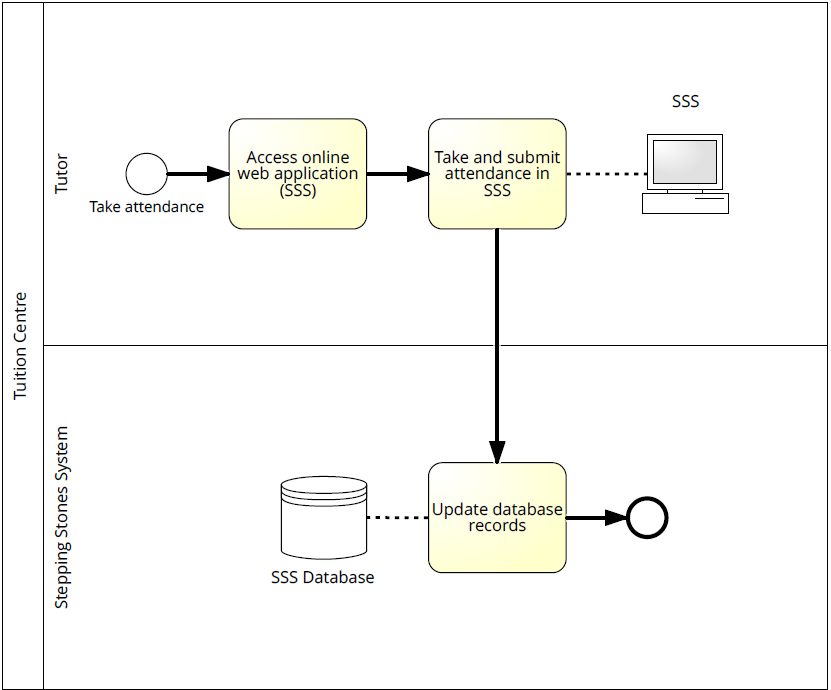 Tuition Centre
Tutor
Take attendance
Access online
web application
(SSS)
Take and submit
attendance in
SSS
SSS
Stepping Stones System
SSS Database
Update database
records